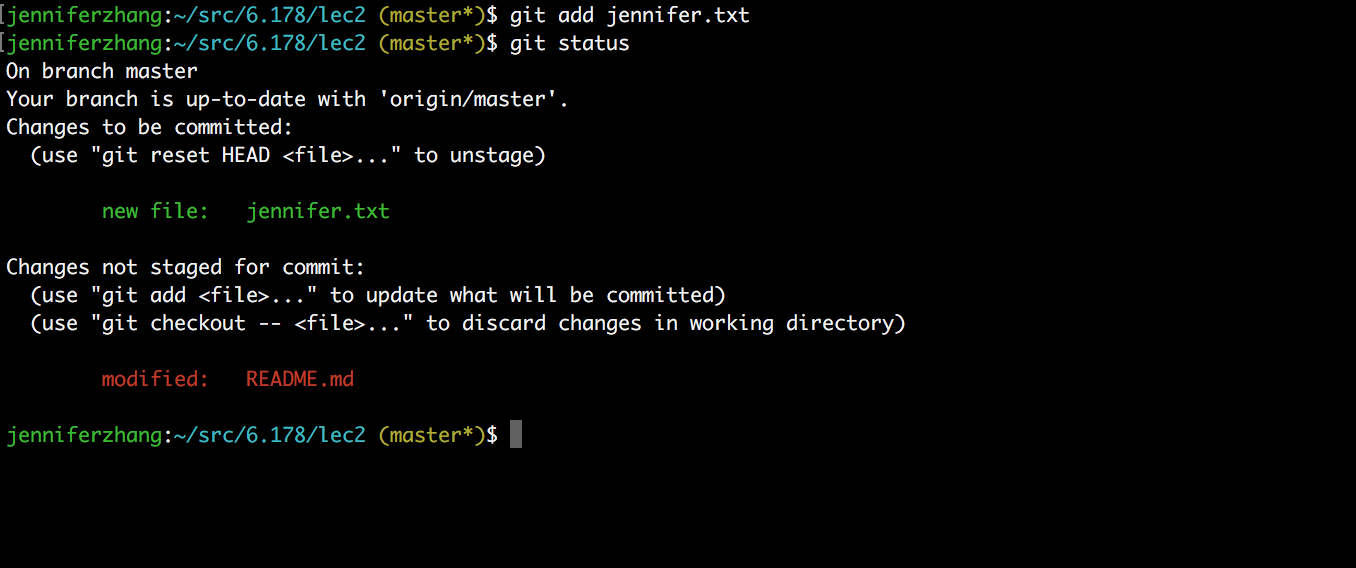 jenniferzhang:~/src/6.178/lec2 (master*)$ git add jennifer.txt
jenniferzhang:~/src/6.178/lec2 (master*)$ git status
On branch master
Your branch is up-to-date with 'origin/master'.
Changes to be committed:
  (use "git reset HEAD <file>..." to unstage)

        new file:   jennifer.txt

Changes not staged for commit:
  (use "git add <file>..." to update what will be committed)
  (use "git checkout -- <file>..." to discard changes in working directory)

        modified:   README.md

jenniferzhang:~/src/6.178/lec2 (master*)$